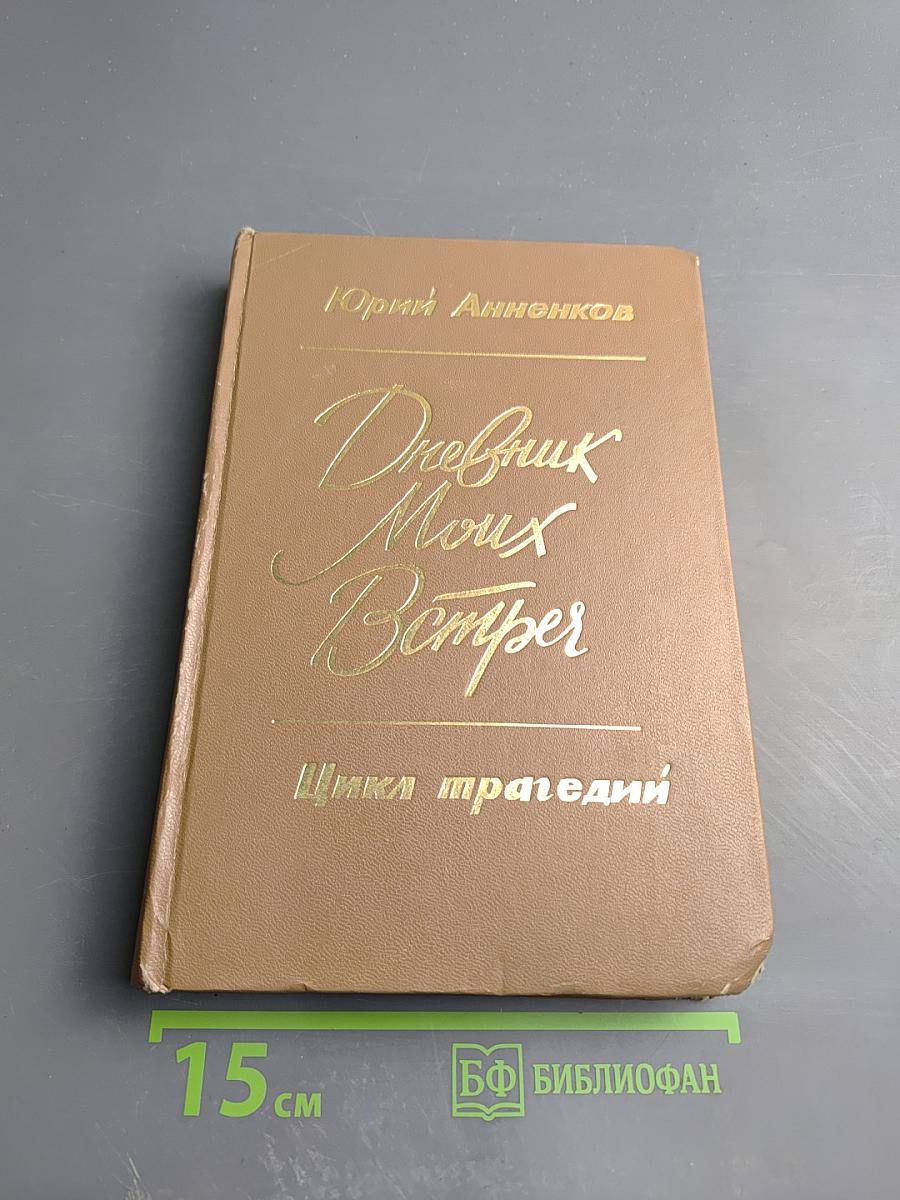 Юрий Анненков
Дневник
Моих
Встреч
Цикл трагедий
15 см
БФ БИБЛИОФАН